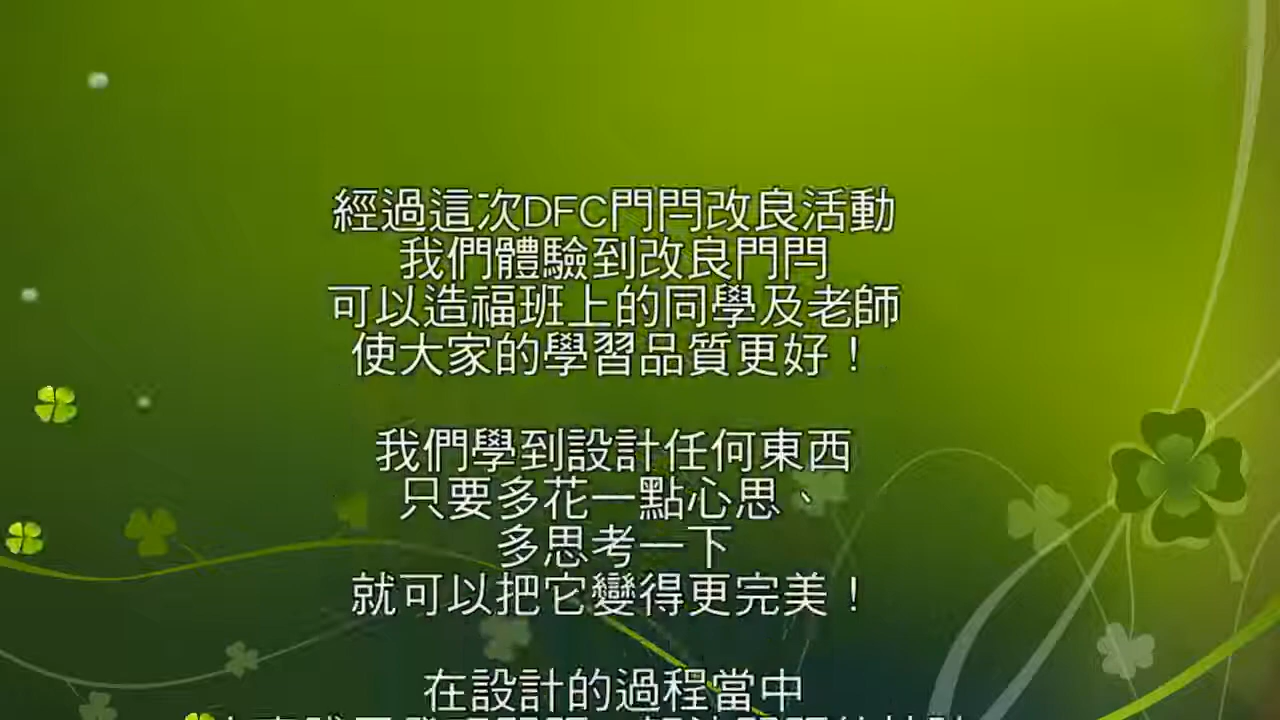 經過這次DFC門閂改良活動
我們體驗到改良門閂
可以造福班上的同學及老師
使大家的學習品質更好！
我們學到設計任何東西
只要多花一點心思、
多思考一下
就可以把它變得更完美！
在設計的過程當中